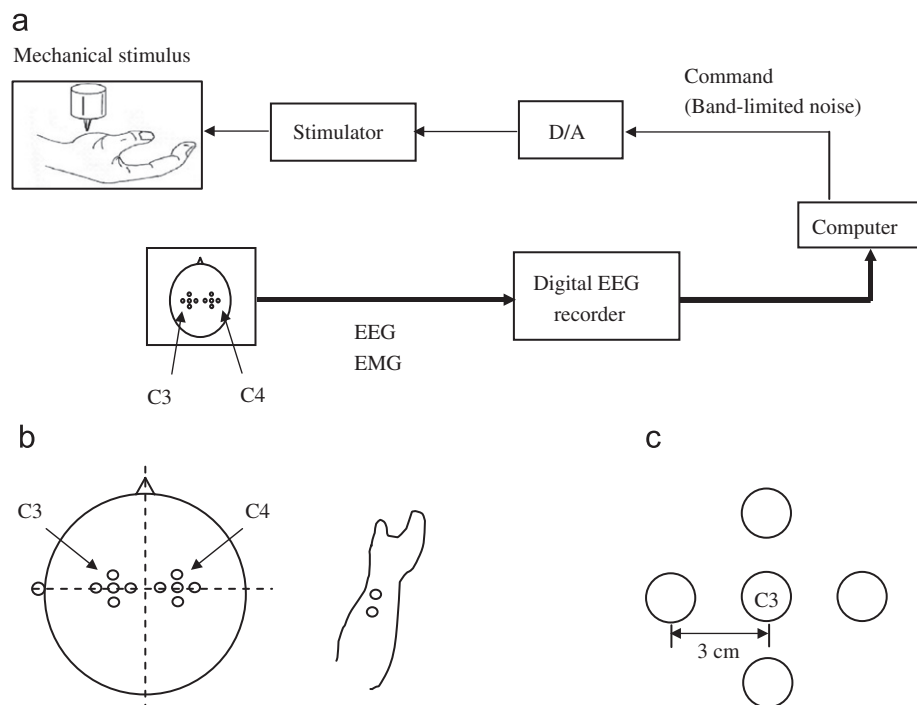 a
Mechanical stimulus
Command
(Band-limited noise)
Stimulator
D/A
Computer
Digital EEG
recorder
EEG
EMG
C3
C4
b
C3
C4
c
C3
3 cm